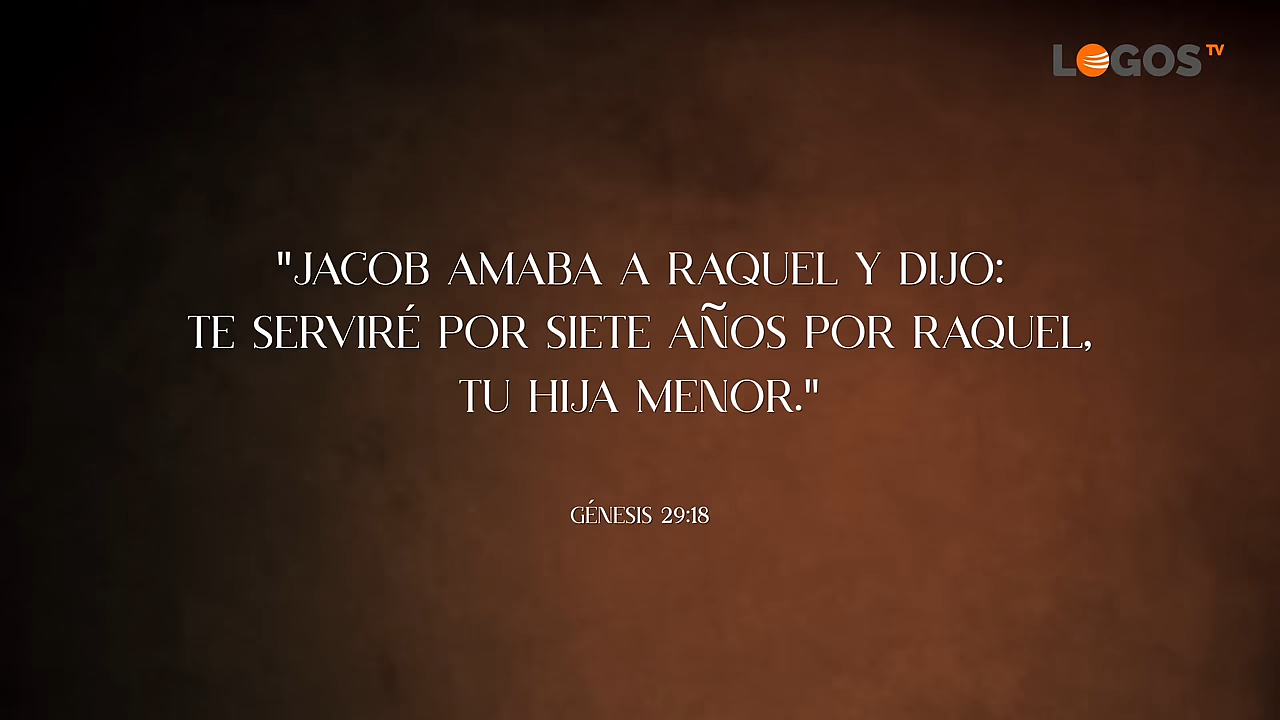 LOGOS TV
"JACOB AMABA A RAQUEL Y DIJO:
TE SERVIRÉ POR SIETE AÑOS POR RAQUEL,
TU HIJA MENOR."
GÉNESIS 29:18